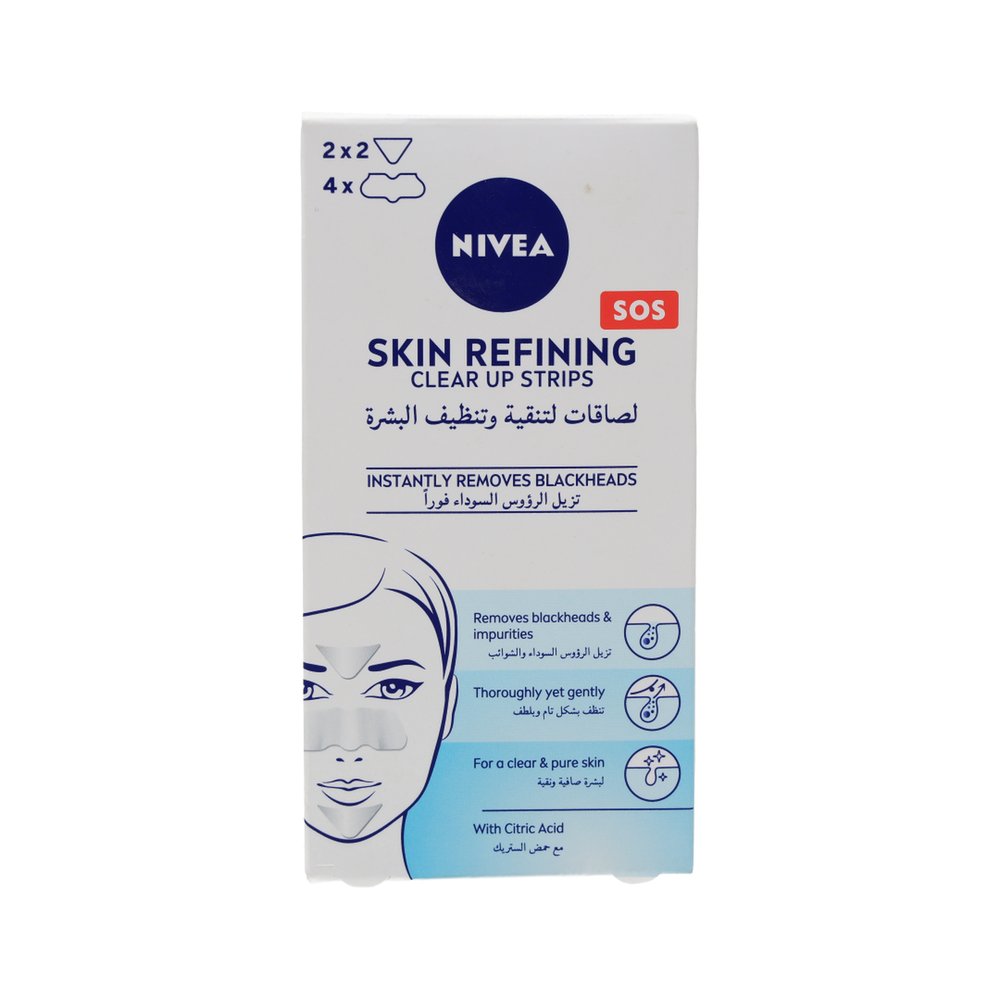 2 x 2
4 x
NIVEA
SOS
SKIN REFINING
CLEAR UP STRIPS
لصاقات لتنقية وتنظيف البشرة
INSTANTLY REMOVES BLACKHEADS
تزيل الرؤوس السوداء فوراً
Removes blackheads &
impurities
تزيل الرؤوس السوداء والشوائب
Thoroughly yet gently
تنظف بشكل تام وبلطف
For a clear & pure skin
لبشرة صافية ونقية
With Citric Acid
مع حمض الستريك